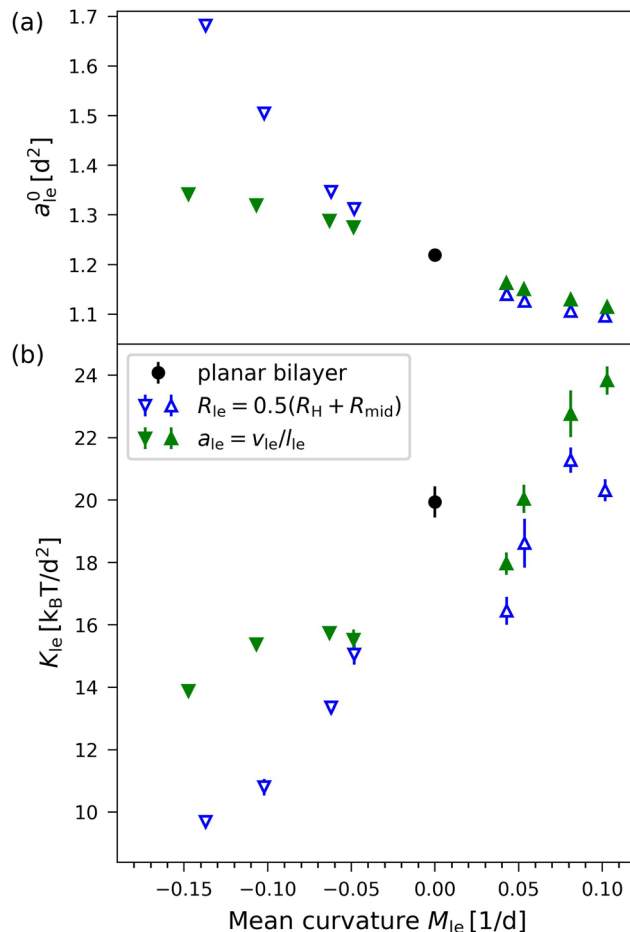 (a)
1.7
1.6
1.5
1.4
1.3
1.2
1.1
a⁰ₗₑ [d²]
(b)
planar bilayer
R_le = 0.5(R_H + R_mid)
a_le = v_le/l_le
24
22
20
18
16
14
12
10
K_le [k_BT/d²]
−0.15 −0.10 −0.05 0.00 0.05 0.10
Mean curvature M_le [1/d]